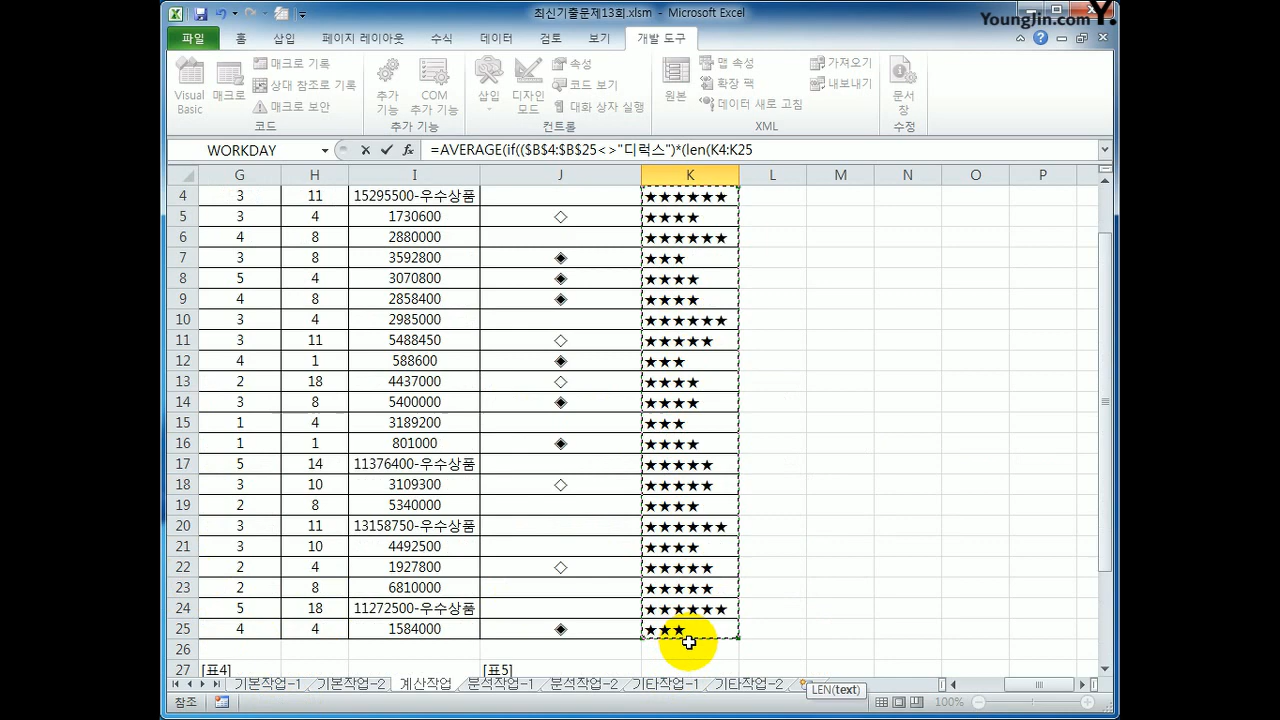 최신기출문제13회.xlsm - Microsoft Excel
YoungJin.com Y.
파일 홈 삽입 페이지 레이아웃 수식 데이터 검토 보기 개발 도구
Visual Basic 매크로 매크로 기록 상대 참조로 기록 매크로 보안 추가 기능 COM 추가 기능 삽입 디자인 모드 속성 코드 보기 대화 상자 실행 원본 맵 속성 확장 팩 데이터 새로 고침 가져오기 내보내기 문서 창
코드 추가 기능 컨트롤 XML 수정
WORKDAY =AVERAGE(if(($B$4:$B$25<>"디럭스")*(len(K4:K25
G H I J K L M N O P
4 3 11 15295500-우수상품 ★★★★★★
5 3 4 1730600 ◇ ★★★★
6 4 8 2880000 ★★★★★★
7 3 8 3592800 ◈ ★★★
8 5 4 3070800 ◈ ★★★★
9 4 8 2858400 ◈ ★★★★
10 3 4 2985000 ★★★★★★
11 3 11 5488450 ◇ ★★★★★
12 4 1 588600 ◈ ★★★
13 2 18 4437000 ◇ ★★★★
14 3 8 5400000 ◈ ★★★★
15 1 4 3189200 ★★★
16 1 1 801000 ◈ ★★★★
17 5 14 11376400-우수상품 ★★★★★
18 3 10 3109300 ◇ ★★★★★
19 2 8 5340000 ★★★★
20 3 11 13158750-우수상품 ★★★★★★
21 3 10 4492500 ★★★★
22 2 4 1927800 ◇ ★★★★★
23 2 8 6810000 ★★★★★
24 5 18 11272500-우수상품 ★★★★★★
25 4 4 1584000 ◈ ★★★
26
27 [표4] [표5]
기본작업-1 기본작업-2 계산작업 분석작업-1 분석작업-2 기타작업-1 기타작업-2
LEN(text)
참조 100%